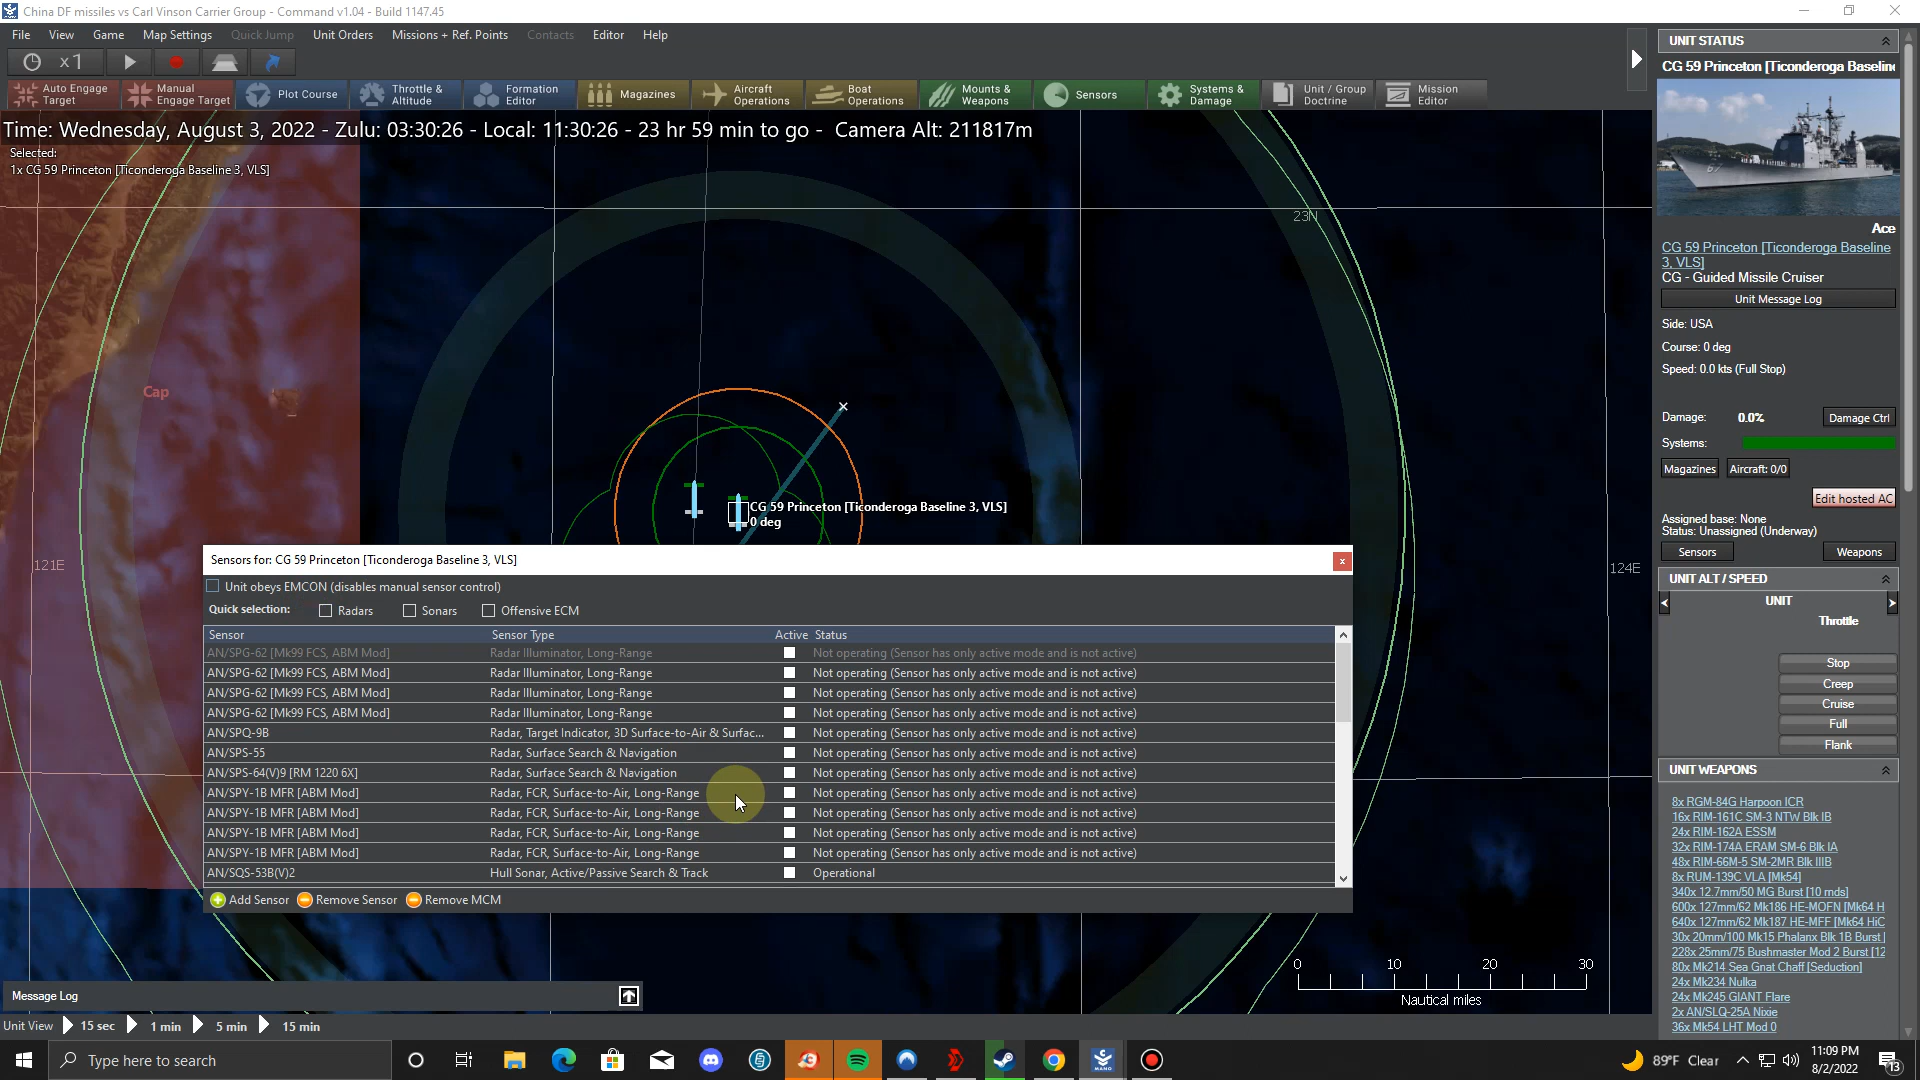 China DF missiles vs Carl Vinson Carrier Group - Command v1.04 - Build 1147.45
File View Game Map Settings Quick Jump Unit Orders Missions + Ref. Points Contacts Editor Help
x1
Auto Engage Target
Manual Engage Target
Plot Course
Throttle & Altitude
Formation Editor
Magazines
Aircraft Operations
Boat Operations
Mounts & Weapons
Sensors
Systems & Damage
Unit / Group Doctrine
Mission Editor
Time: Wednesday, August 3, 2022 - Zulu: 03:30:26 - Local: 11:30:26 - 23 hr 59 min to go - Camera Alt: 211817m
Selected:
1x CG 59 Princeton [Ticonderoga Baseline 3, VLS]
23N
Cap
CG 59 Princeton [Ticonderoga Baseline 3, VLS]
0 deg
121E
124E
Sensors for: CG 59 Princeton [Ticonderoga Baseline 3, VLS]
x
Unit obeys EMCON (disables manual sensor control)
Quick selection: Radars Sonars Offensive ECM
Sensor Sensor Type Active Status
AN/SPG-62 [Mk99 FCS, ABM Mod] Radar Illuminator, Long-Range Not operating (Sensor has only active mode and is not active)
AN/SPG-62 [Mk99 FCS, ABM Mod] Radar Illuminator, Long-Range Not operating (Sensor has only active mode and is not active)
AN/SPG-62 [Mk99 FCS, ABM Mod] Radar Illuminator, Long-Range Not operating (Sensor has only active mode and is not active)
AN/SPG-62 [Mk99 FCS, ABM Mod] Radar Illuminator, Long-Range Not operating (Sensor has only active mode and is not active)
AN/SPQ-9B Radar, Target Indicator, 3D Surface-to-Air & Surfac... Not operating (Sensor has only active mode and is not active)
AN/SPS-55 Radar, Surface Search & Navigation Not operating (Sensor has only active mode and is not active)
AN/SPS-64(V)9 [RM 1220 6X] Radar, Surface Search & Navigation Not operating (Sensor has only active mode and is not active)
AN/SPY-1B MFR [ABM Mod] Radar, FCR, Surface-to-Air, Long-Range Not operating (Sensor has only active mode and is not active)
AN/SPY-1B MFR [ABM Mod] Radar, FCR, Surface-to-Air, Long-Range Not operating (Sensor has only active mode and is not active)
AN/SPY-1B MFR [ABM Mod] Radar, FCR, Surface-to-Air, Long-Range Not operating (Sensor has only active mode and is not active)
AN/SPY-1B MFR [ABM Mod] Radar, FCR, Surface-to-Air, Long-Range Not operating (Sensor has only active mode and is not active)
AN/SQS-53B(V)2 Hull Sonar, Active/Passive Search & Track Operational
Add Sensor Remove Sensor Remove MCM
0 10 20 30
Nautical miles
Message Log
Unit View 15 sec 1 min 5 min 15 min
UNIT STATUS
CG 59 Princeton [Ticonderoga Baselin
Ace
CG 59 Princeton [Ticonderoga Baseline
3, VLS]
CG - Guided Missile Cruiser
Unit Message Log
Side: USA
Course: 0 deg
Speed: 0.0 kts (Full Stop)
Damage: 0.0% Damage Ctrl
Systems:
Magazines Aircraft: 0/0
Edit hosted AC
Assigned base: None
Status: Unassigned (Underway)
Sensors Weapons
UNIT ALT / SPEED
UNIT
Throttle
Stop
Creep
Cruise
Full
Flank
UNIT WEAPONS
8x RGM-84G Harpoon ICR
16x RIM-161C SM-3 NTW Blk IB
24x RIM-162A ESSM
32x RIM-174A ERAM SM-6 Blk IA
48x RIM-66M-5 SM-2MR Blk IIIB
8x RUM-139C VLA [Mk54]
340x 12.7mm/50 MG Burst [10 rnds]
600x 127mm/62 Mk186 HE-MOFN [Mk64 H
640x 127mm/62 Mk187 HE-MFF [Mk64 HiC
30x 20mm/100 Mk15 Phalanx Blk 1B Burst [
228x 25mm/75 Bushmaster Mod 2 Burst [12
80x Mk214 Sea Gnat Chaff [Seduction]
24x Mk234 Nulka
24x Mk245 GIANT Flare
2x AN/SLQ-25A Nixie
36x Mk54 LHT Mod 0
Type here to search
MANO
89°F Clear
11:09 PM
8/2/2022
13